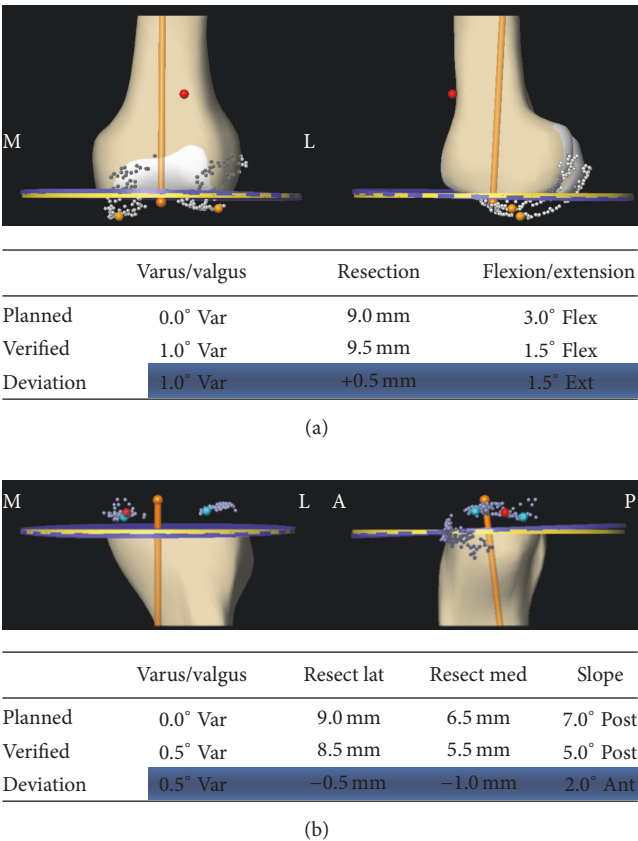 M L
Varus/valgus Resection Flexion/extension
Planned 0.0° Var 9.0 mm 3.0° Flex
Verified 1.0° Var 9.5 mm 1.5° Flex
Deviation 1.0° Var +0.5 mm 1.5° Ext
(a)
M L A P
Varus/valgus Resect lat Resect med Slope
Planned 0.0° Var 9.0 mm 6.5 mm 7.0° Post
Verified 0.5° Var 8.5 mm 5.5 mm 5.0° Post
Deviation 0.5° Var −0.5 mm −1.0 mm 2.0° Ant
(b)